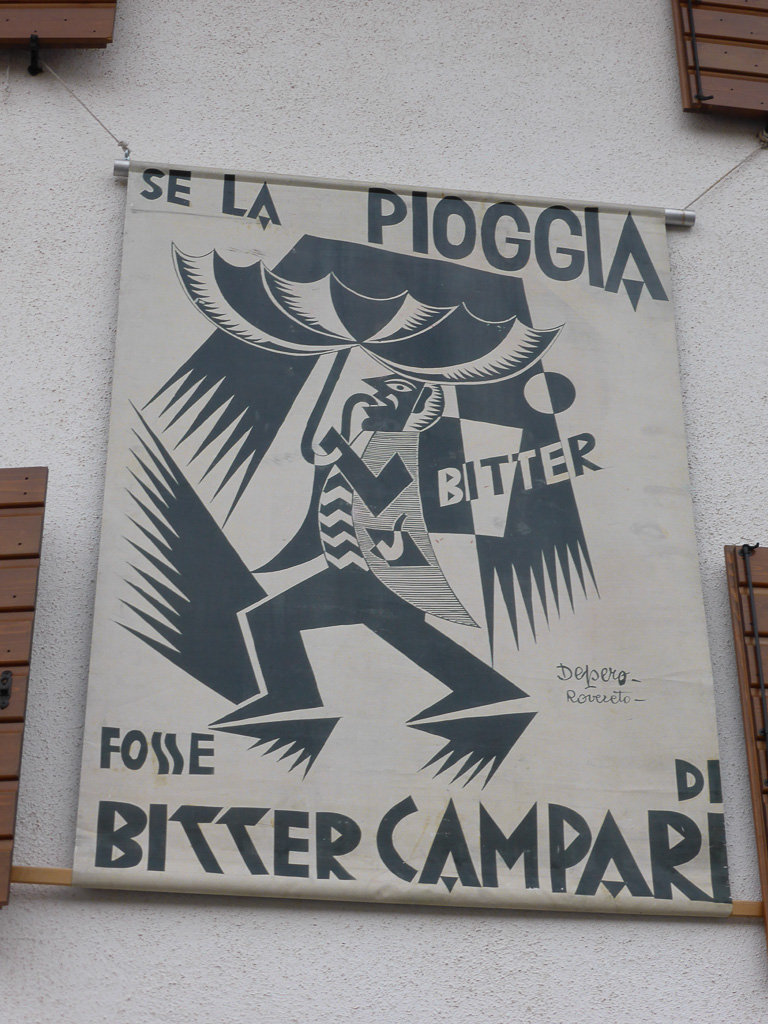 SE LA PIOGGIA
BITTER
Depero-
Rovereto-
FOSSE DI
BITTER CAMPARI